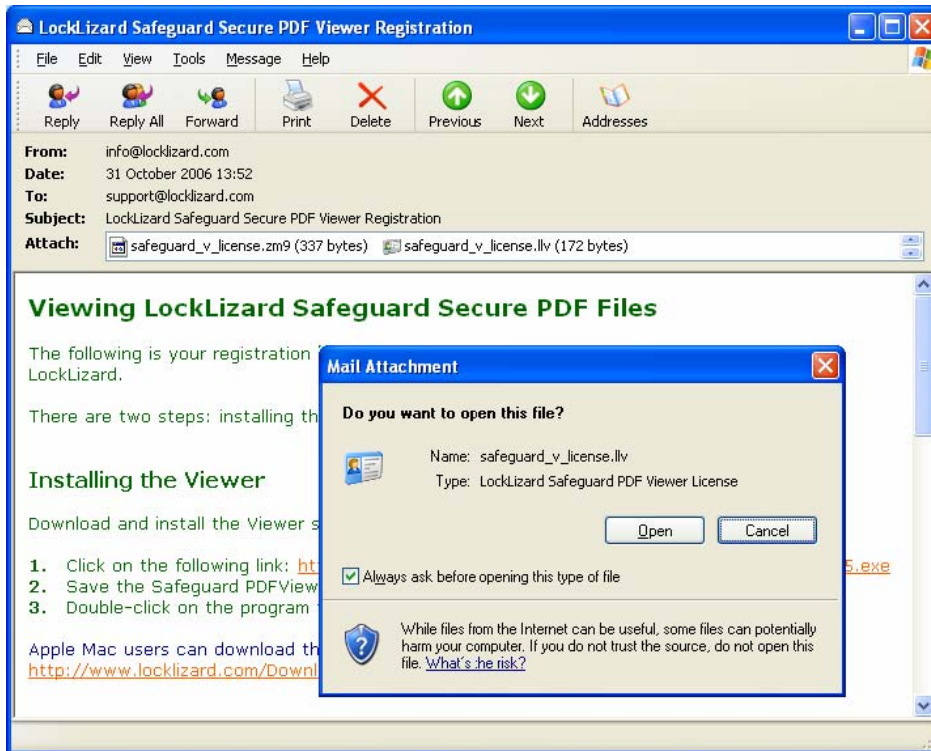 LockLizard Safeguard Secure PDF Viewer Registration
File Edit View Tools Message Help
Reply Reply All Forward Print Delete Previous Next Addresses
From: info@locklizard.com
Date: 31 October 2006 13:52
To: support@locklizard.com
Subject: LockLizard Safeguard Secure PDF Viewer Registration
Attach: safeguard_v_license.zm9 (337 bytes) safeguard_v_license.llv (172 bytes)
Viewing LockLizard Safeguard Secure PDF Files
The following is your registration
LockLizard.
There are two steps: installing th
Installing the Viewer
Download and install the Viewer s
1. Click on the following link: ht 5.exe
2. Save the Safeguard PDFView
3. Double-click on the program
Apple Mac users can download th
http://www.locklizard.com/Downl
Mail Attachment
Do you want to open this file?
Name: safeguard_v_license.llv
Type: LockLizard Safeguard PDF Viewer License
Open Cancel
Always ask before opening this type of file
While files from the Internet can be useful, some files can potentially
harm your computer. If you do not trust the source, do not open this
file. What's the risk?